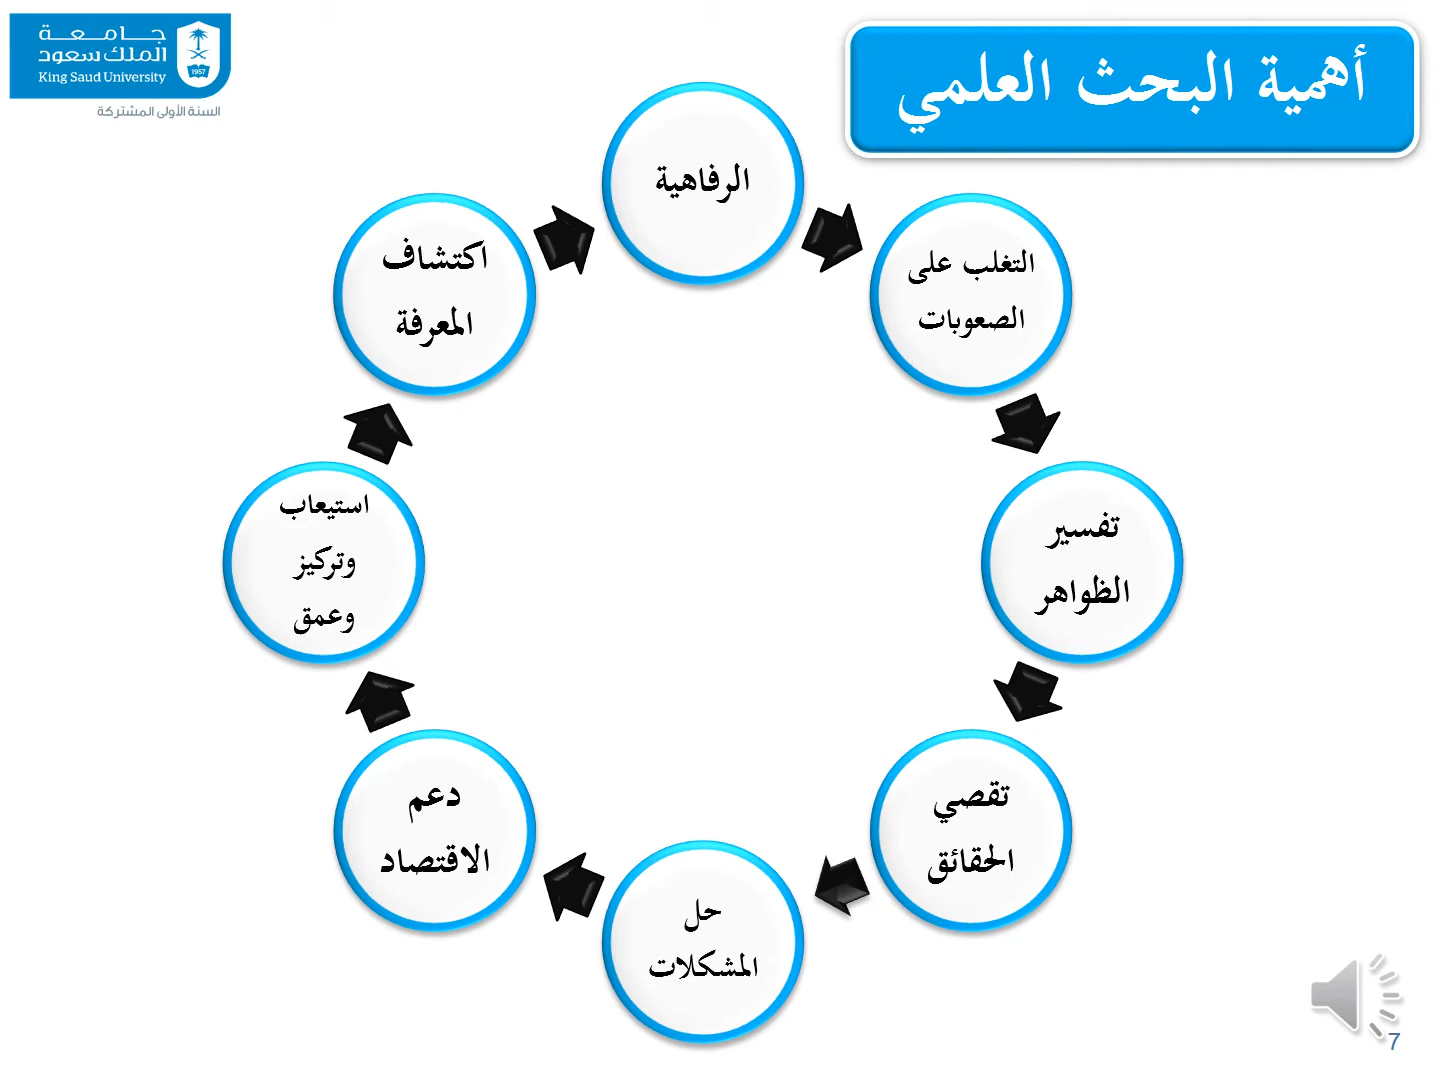 جامعة
الملك سعود
King Saud University
1957
السنة الأولى المشتركة
أهمية البحث العلمي
الرفاهية
التغلب على
الصعوبات
تفسير
الظواهر
تقصي
الحقائق
حل
المشكلات
دعم
الاقتصاد
استيعاب
وتركيز
وعمق
اكتشاف
المعرفة
7